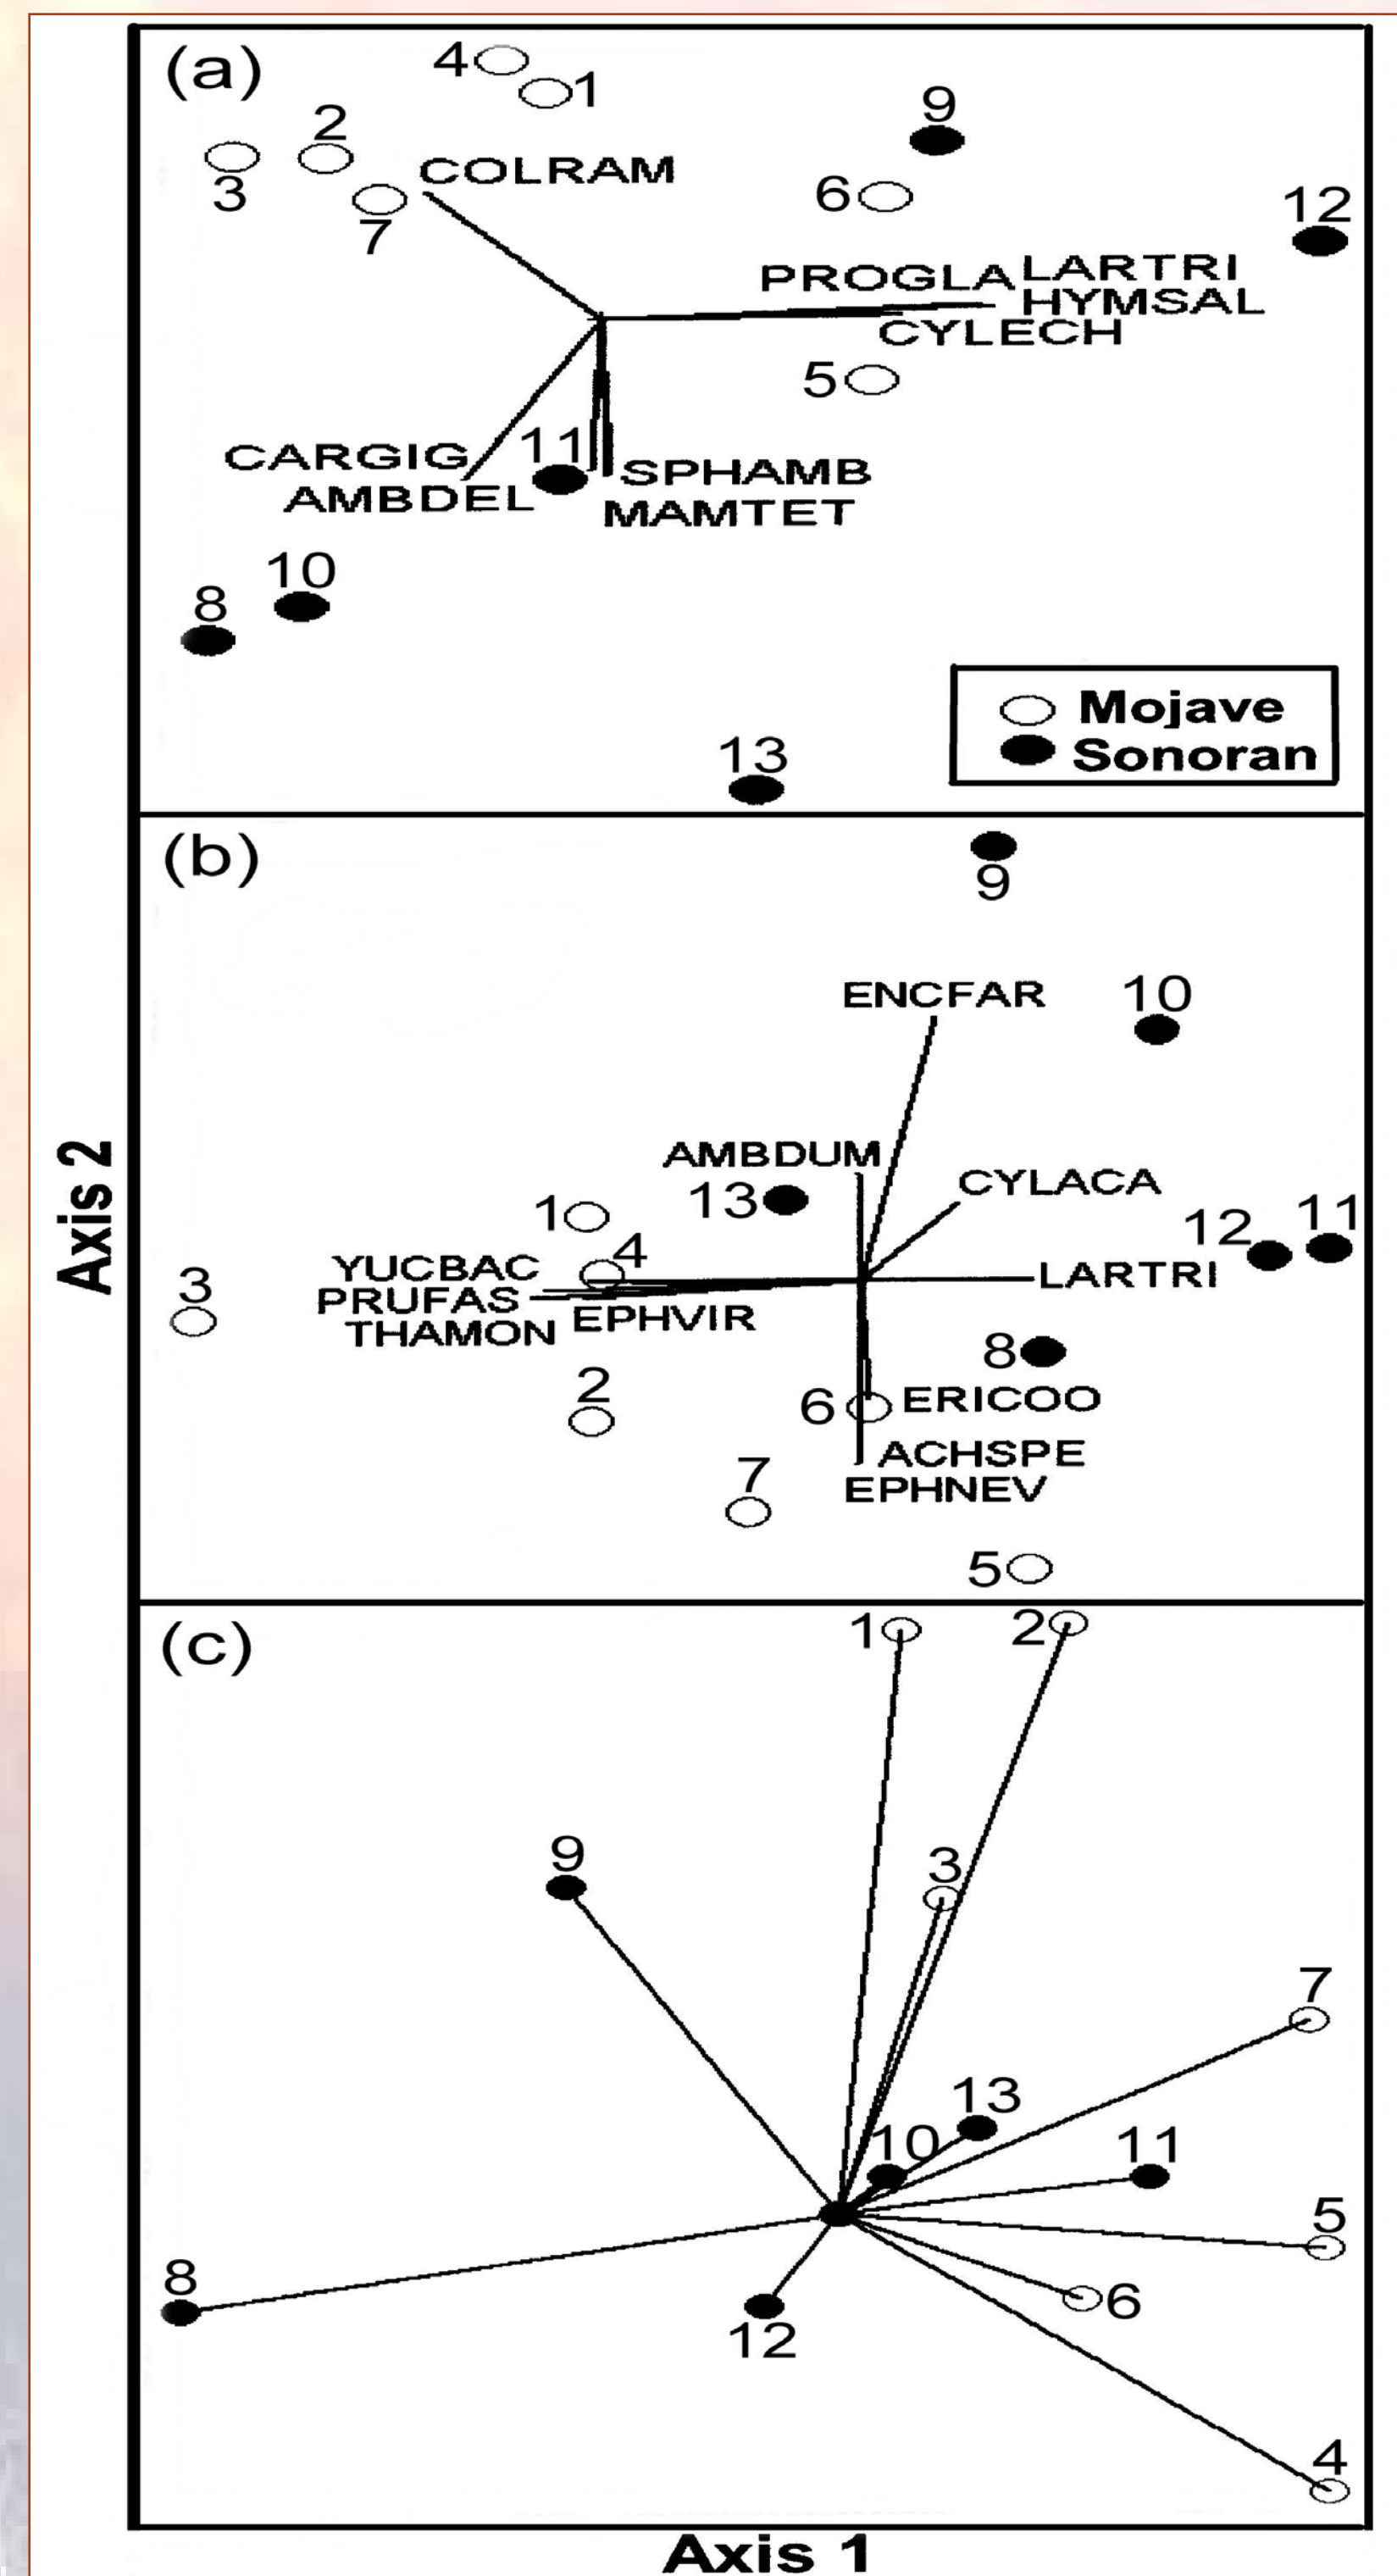 (a)
4
1
2
3
7
COLRAM
9
6
12
PROGLA
LARTRI
HYMSAL
CYLECH
5
CARGIG
11
SPHAMB
AMBDEL
MAMTET
10
8
Mojave
Sonoran
13
(b)
9
ENCFAR
10
AMBDUM
13
CYLACA
1
4
12
11
YUCBAC
3
PRUFAS
THAMON
EPHVIR
LARTRI
8
2
6
ERICOO
ACHSPE
7
EPHNEV
5
Axis 2
(c)
1
2
9
3
7
13
10
11
5
8
6
12
4
Axis 1